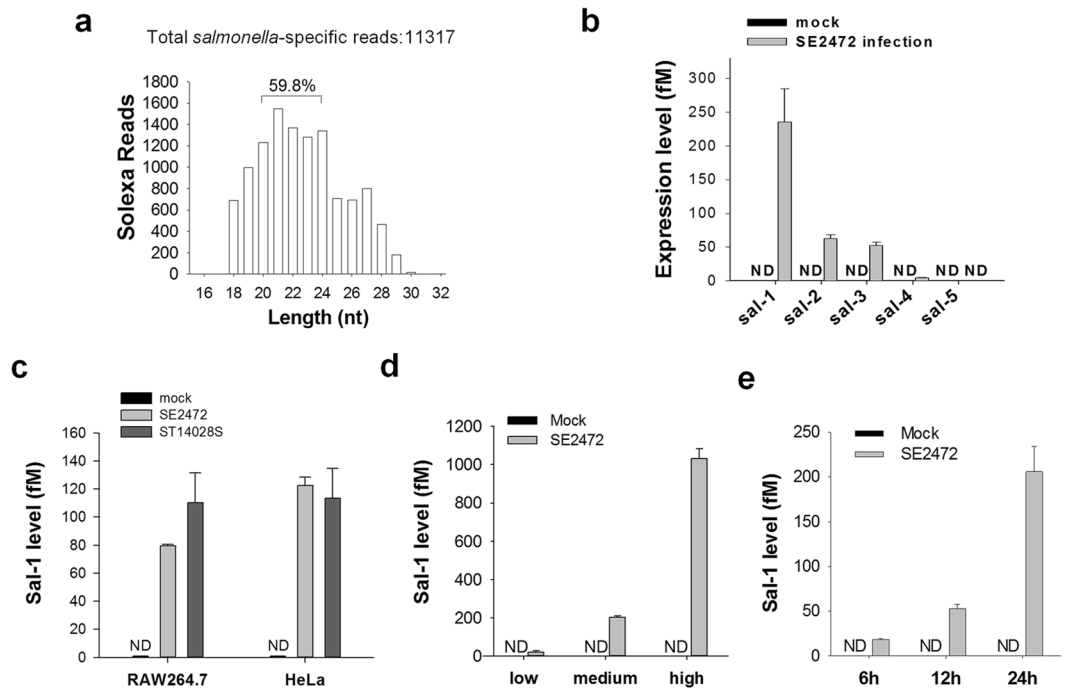 a
Total salmonella-specific reads:11317
59.8%
1800
1600
1400
1200
1000
800
600
400
200
0
Solexa Reads
16 18 20 22 24 26 28 30 32
Length (nt)
b
mock
SE2472 infection
300
250
200
150
100
50
0
Expression level (fM)
ND ND ND ND ND ND
sal-1 sal-2 sal-3 sal-4 sal-5
c
mock
SE2472
ST14028S
160
140
120
100
80
60
40
20
0
Sal-1 level (fM)
ND ND
RAW264.7 HeLa
d
Mock
SE2472
1200
1000
800
600
400
200
0
Sal-1 level (fM)
ND ND ND
low medium high
e
Mock
SE2472
250
200
150
100
50
0
Sal-1 level (fM)
ND ND ND
6h 12h 24h